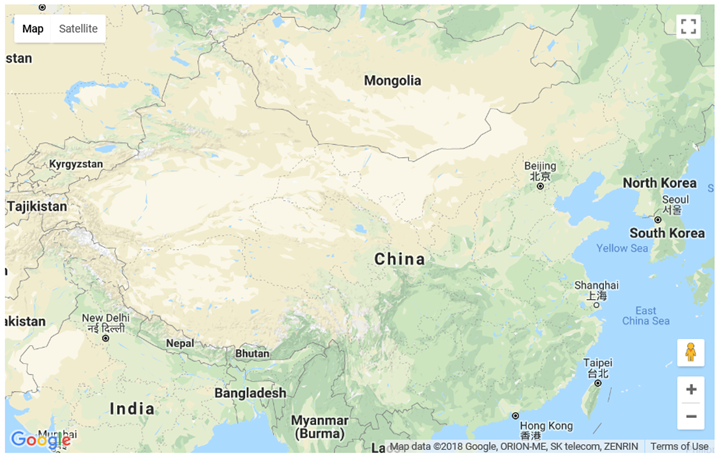 Map
Satellite
stan
Mongolia
Kyrgyzstan
Beijing
北京
North Korea
Tajikistan
Seoul
서울
South Korea
Yellow Sea
China
Shanghai
上海
East
China Sea
New Delhi
नई दिल्ली
kistan
Nepal
Bhutan
Taipei
台北
Bangladesh
India
Myanmar
(Burma)
Hong Kong
香港
Google
Map data ©2018 Google, ORION-ME, SK telecom, ZENRIN
Terms of Use